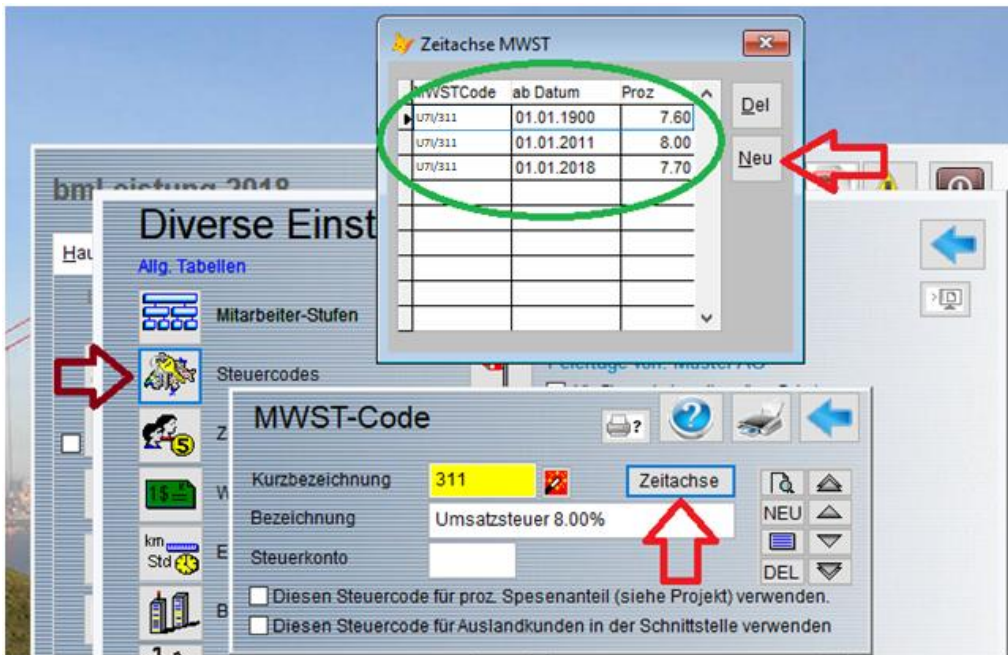 Zeitachse MWST
MWSTCode ab Datum Proz
U7I/311 01.01.1900 7.60
U7I/311 01.01.2011 8.00
U7I/311 01.01.2018 7.70
Del
Neu
bmLeistung 2018
Hau
Diverse Einst
Allg. Tabellen
Mitarbeiter-Stufen
Steuercodes
Z
W
km
Std
E
B
MWST-Code
Kurzbezeichnung 311 Zeitachse
Bezeichnung Umsatzsteuer 8.00%
Steuerkonto
NEU
DEL
Diesen Steuercode für proz. Spesenanteil (siehe Projekt) verwenden.
Diesen Steuercode für Auslandkunden in der Schnittstelle verwenden